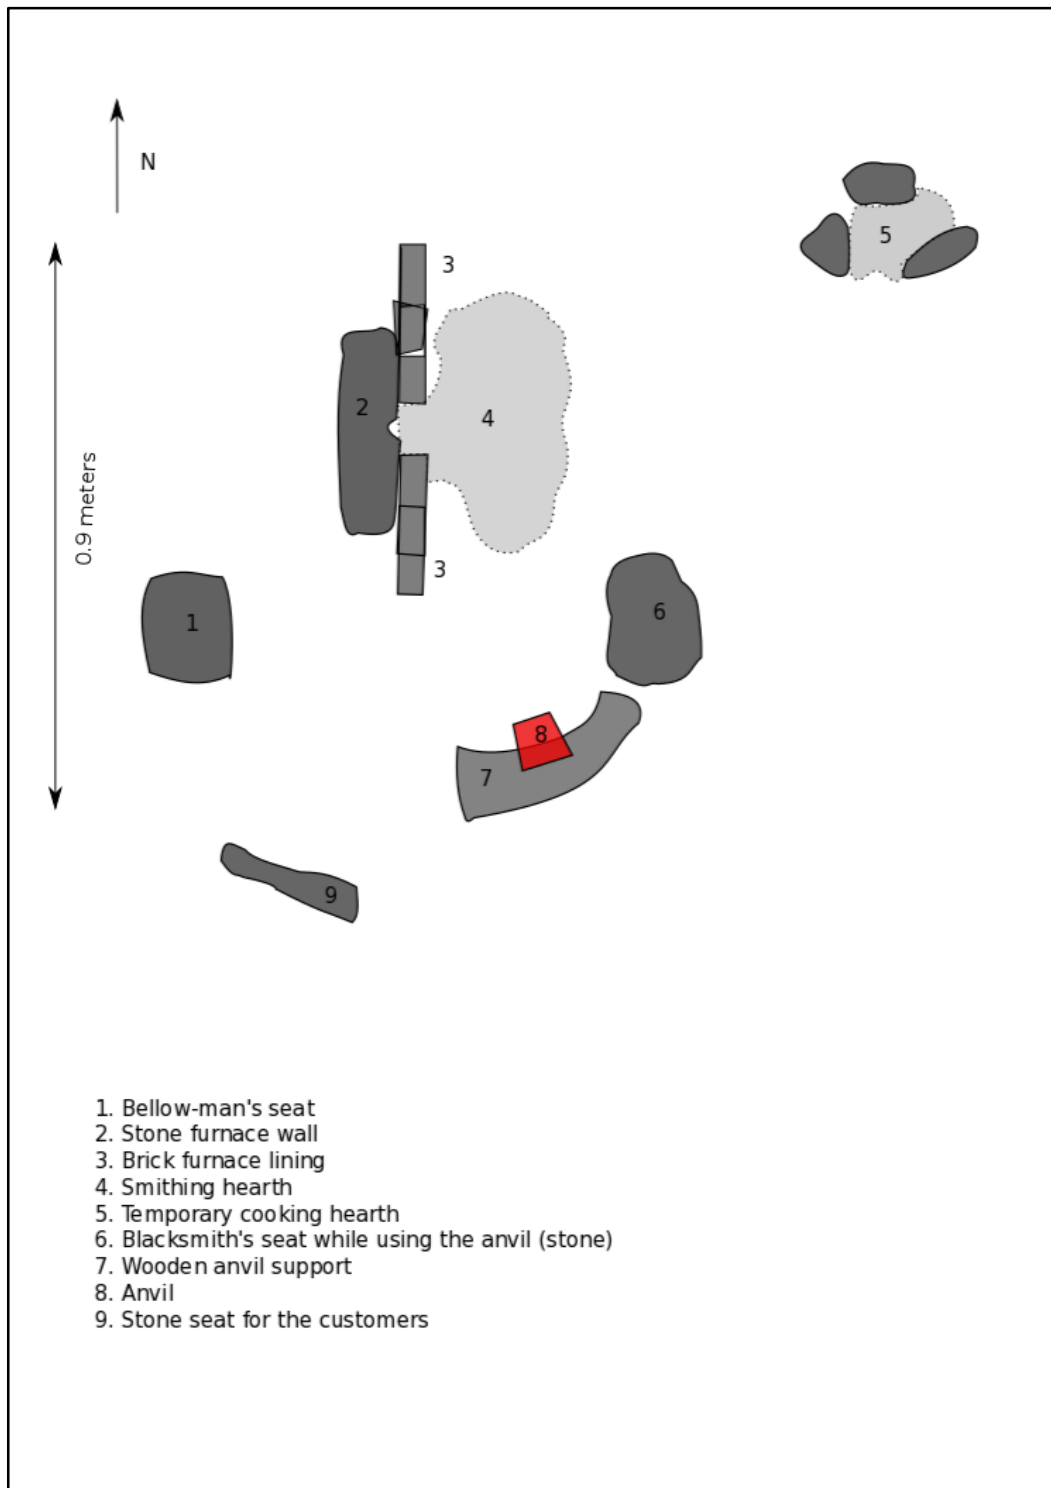 N
3
5
2
4
0.9 meters
3
1
6
8
7
9
1. Bellow-man's seat
2. Stone furnace wall
3. Brick furnace lining
4. Smithing hearth
5. Temporary cooking hearth
6. Blacksmith's seat while using the anvil (stone)
7. Wooden anvil support
8. Anvil
9. Stone seat for the customers